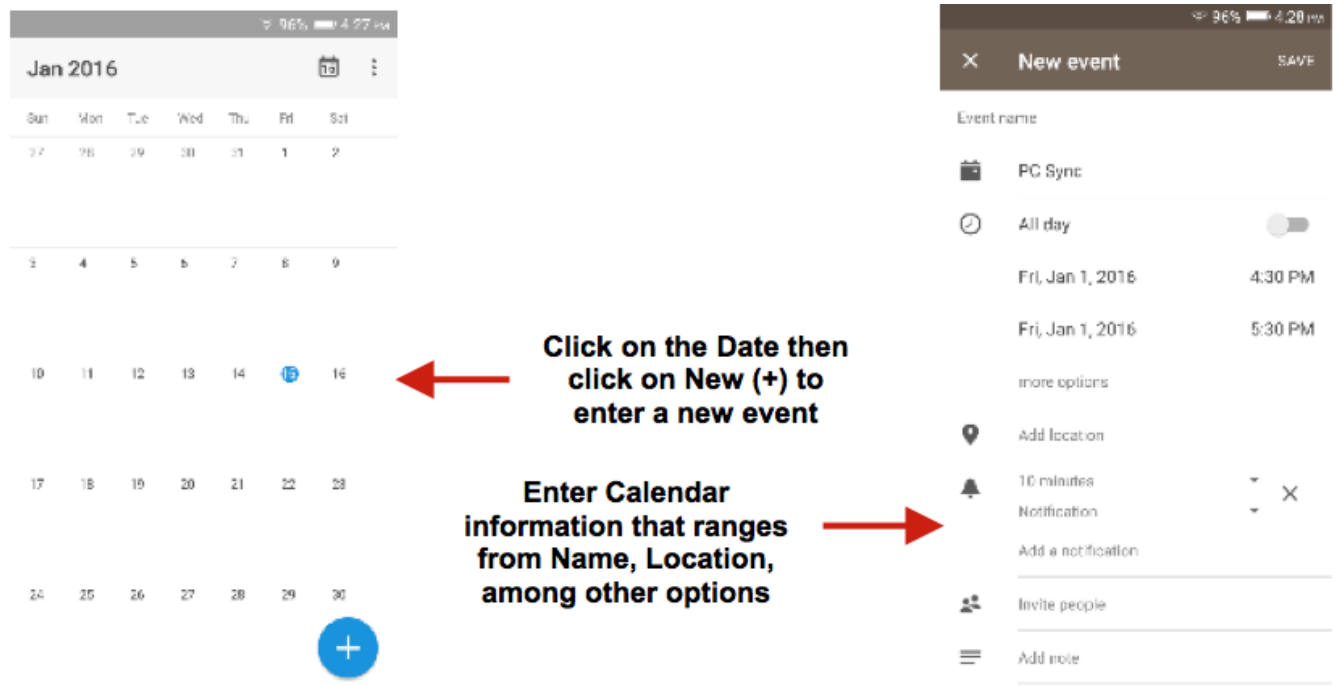 96% 4:27 PM
Jan 2016
Sun Mon Tue Wed Thu Fri Sat
27 28 29 30 31 1 2
3 4 5 6 7 8 9
10 11 12 13 14 15 16
17 18 19 20 21 22 23
24 25 26 27 28 29 30
+
Click on the Date then
click on New (+) to
enter a new event
Enter Calendar
information that ranges
from Name, Location,
among other options
96% 4:28 PM
× New event SAVE
Event name
PC Sync
All day
Fri, Jan 1, 2016 4:30 PM
Fri, Jan 1, 2016 5:30 PM
more options
Add location
10 minutes
Notification
Add a notification
Invite people
Add note